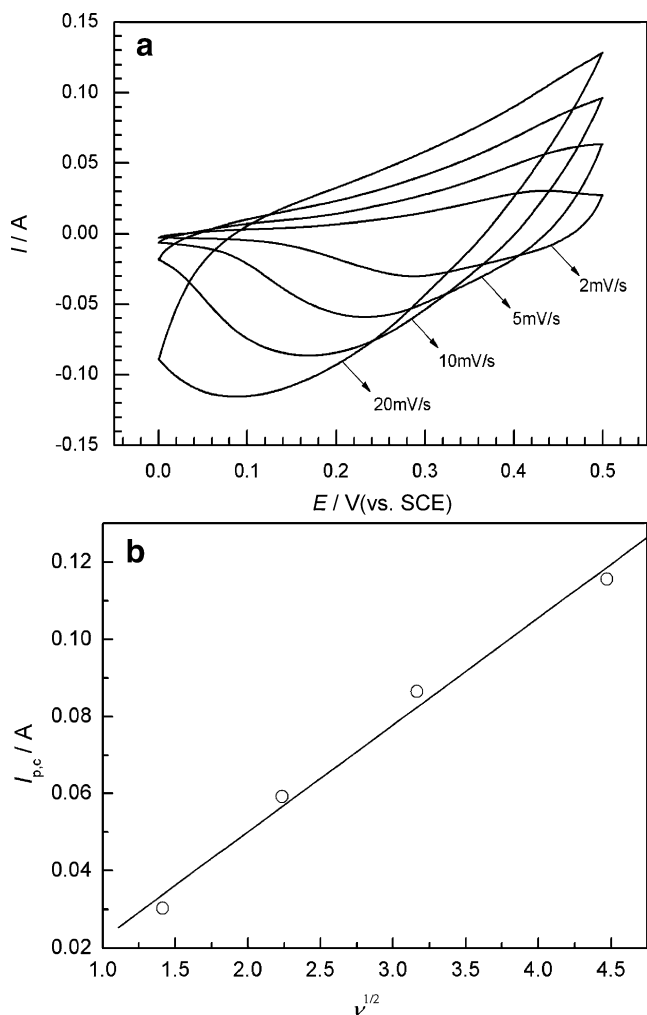 a
0.15
0.10
0.05
0.00
-0.05
-0.10
-0.15
I / A
2mV/s
5mV/s
10mV/s
20mV/s
0.0 0.1 0.2 0.3 0.4 0.5
E / V(vs. SCE)
b
0.12
0.10
0.08
0.06
0.04
0.02
I p,c / A
1.0 1.5 2.0 2.5 3.0 3.5 4.0 4.5
ν1/2